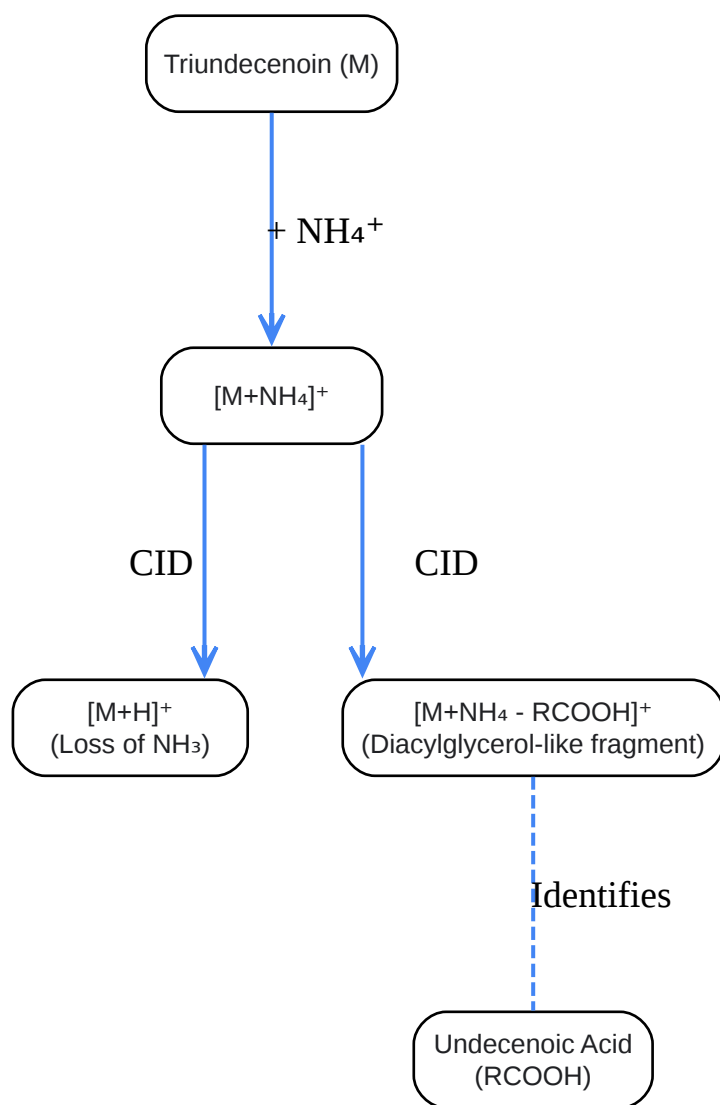 Triundecenoin (M)
+ NH₄⁺
[M+NH₄]⁺
CID
CID
[M+H]⁺
(Loss of NH₃)
[M+NH₄ - RCOOH]⁺
(Diacylglycerol-like fragment)
Identifies
Undecenoic Acid
(RCOOH)